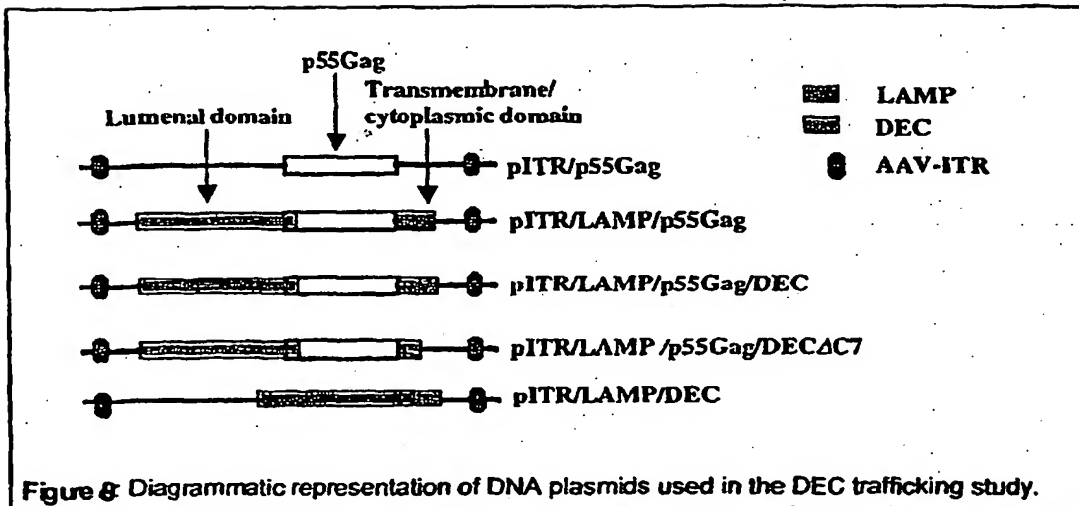 p55Gag
Transmembrane/
cytoplasmic domain
Lumenal domain
LAMP
DEC
AAV-ITR
pITR/p55Gag
pITR/LAMP/p55Gag
pITR/LAMP/p55Gag/DEC
pITR/LAMP /p55Gag/DECΔC7
pITR/LAMP/DEC
Figure 8: Diagrammatic representation of DNA plasmids used in the DEC trafficking study.